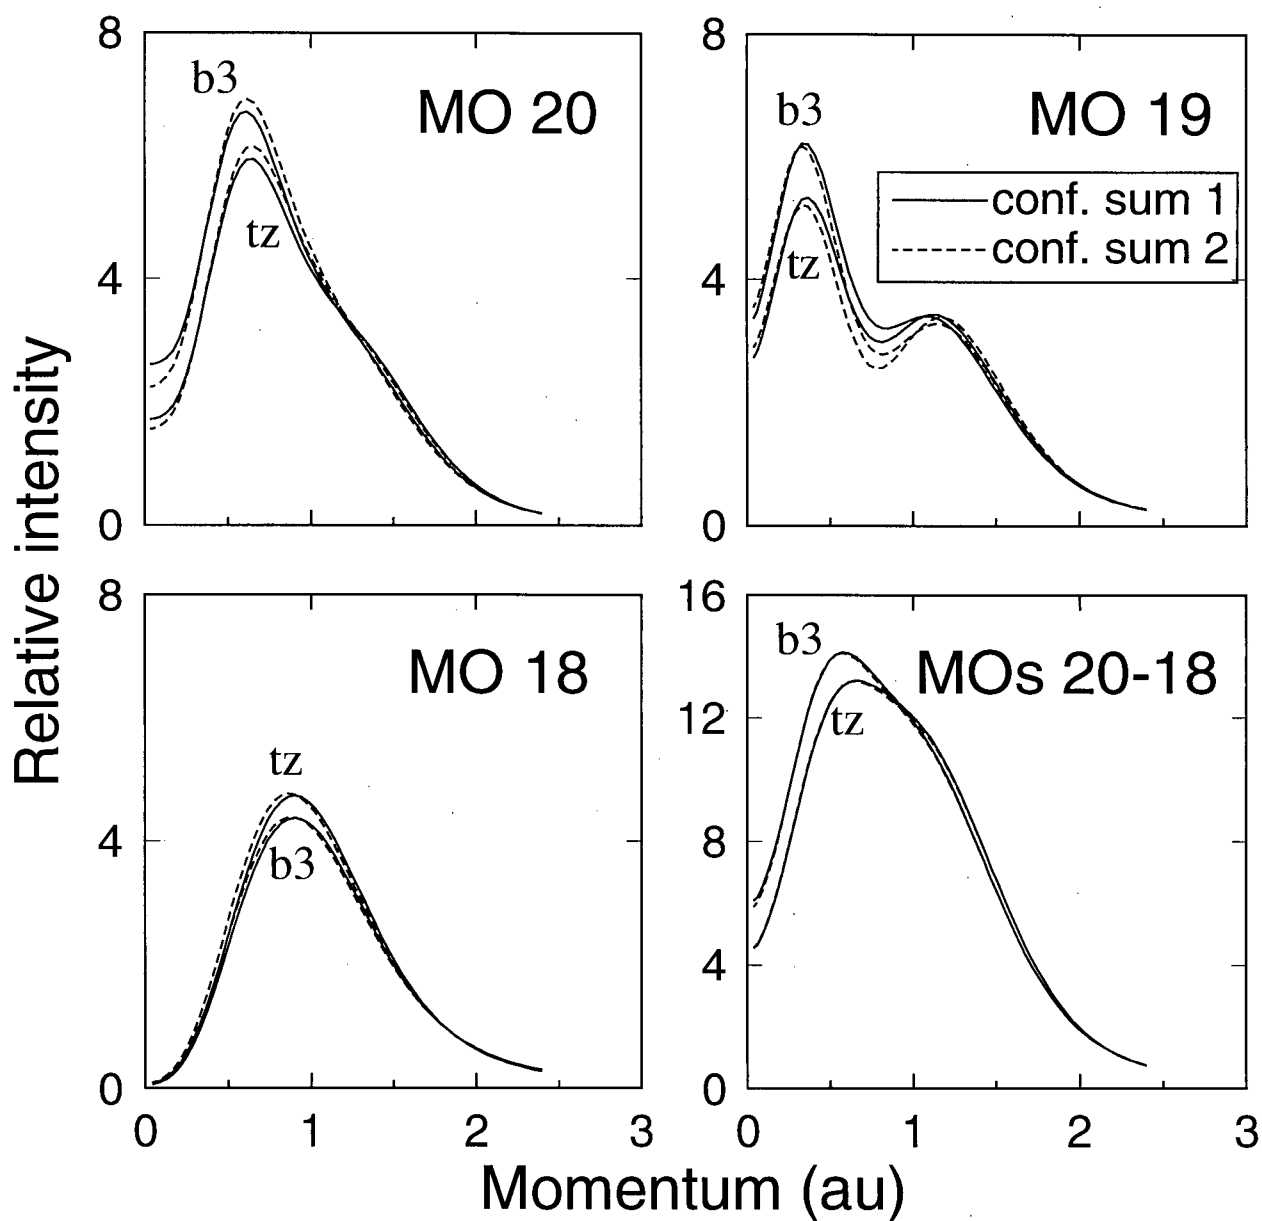 Relative intensity
8
4
0
b3
MO 20
tz
8
4
0
b3
MO 19
conf. sum 1
conf. sum 2
tz
8
4
0
MO 18
tz
b3
0
1
2
3
16
12
8
4
0
b3
MOs 20-18
tz
0
1
2
3
Momentum (au)